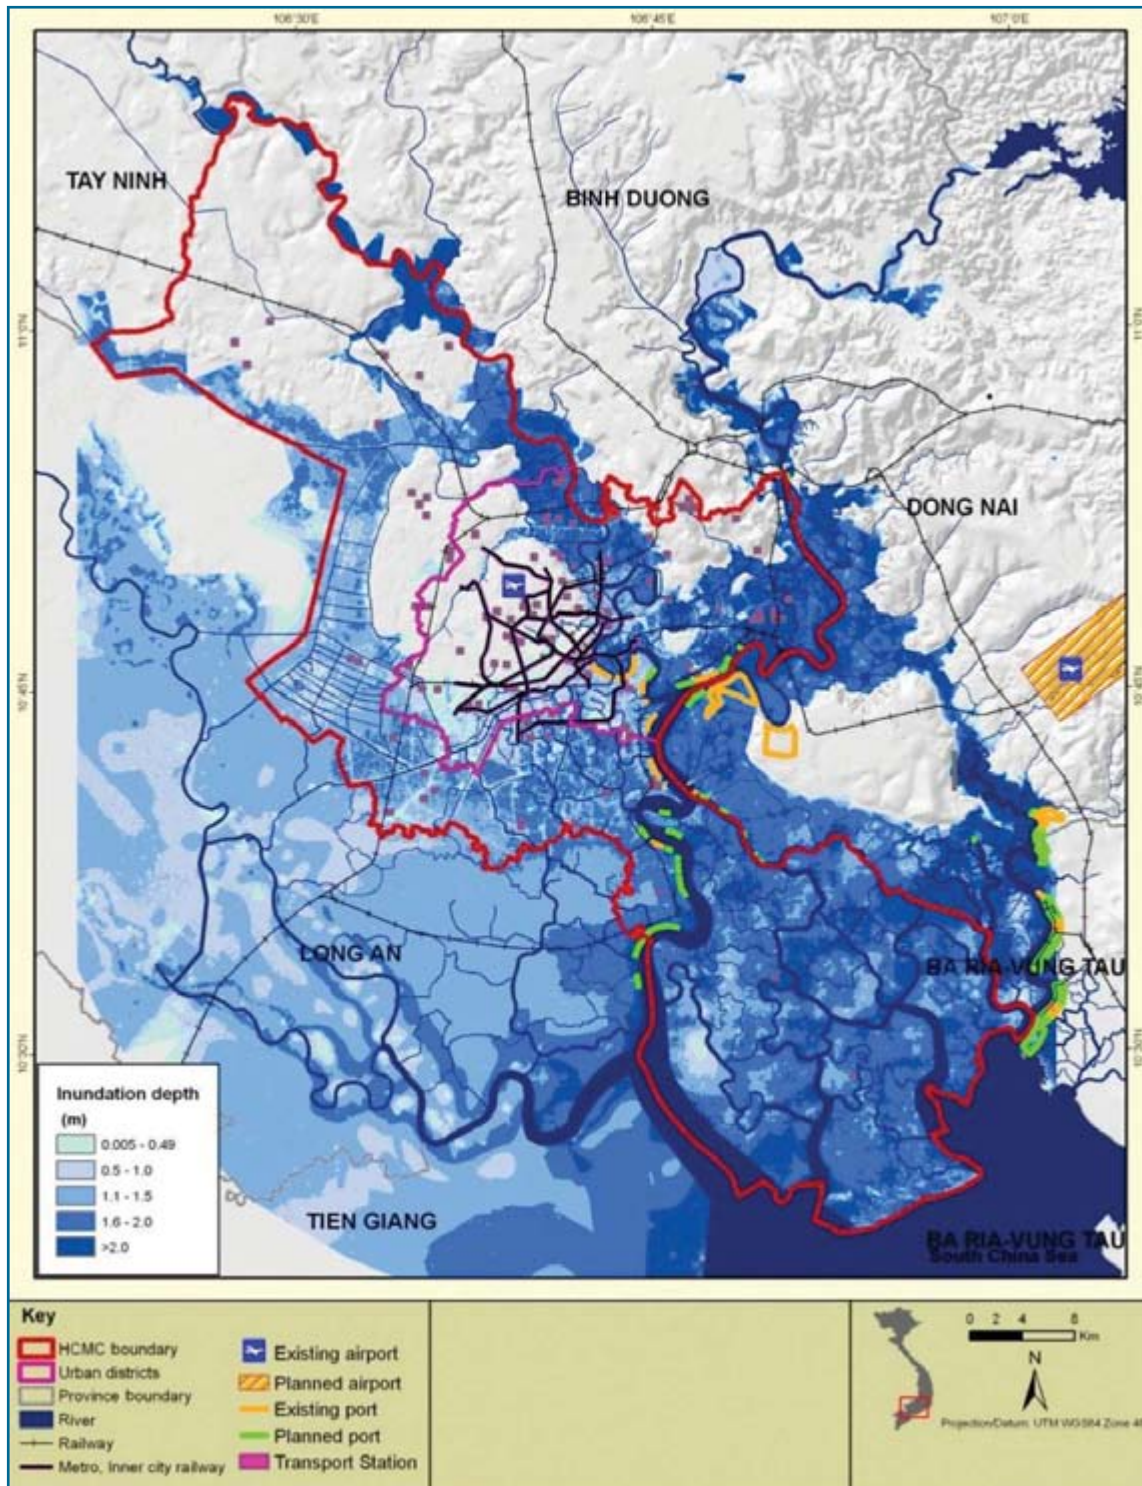 106°30'E 106°45'E 107°0'E
TAY NINH
BINH DUONG
11°0'N 11°0'N
DONG NAI
10°45'N 10°45'N
LONG AN
BA RIA-VUNG TAU
10°30'N 10°30'N
TIEN GIANG
BA RIA-VUNG TAU
South China Sea
Inundation depth
(m)
0.005 - 0.49
0.5 - 1.0
1.1 - 1.5
1.6 - 2.0
>2.0
Key
HCMC boundary
Urban districts
Province boundary
River
Railway
Metro, Inner city railway
Existing airport
Planned airport
Existing port
Planned port
Transport Station
0 2 4 8
Km
N
Projection/Datum: UTM WGS84 Zone 48